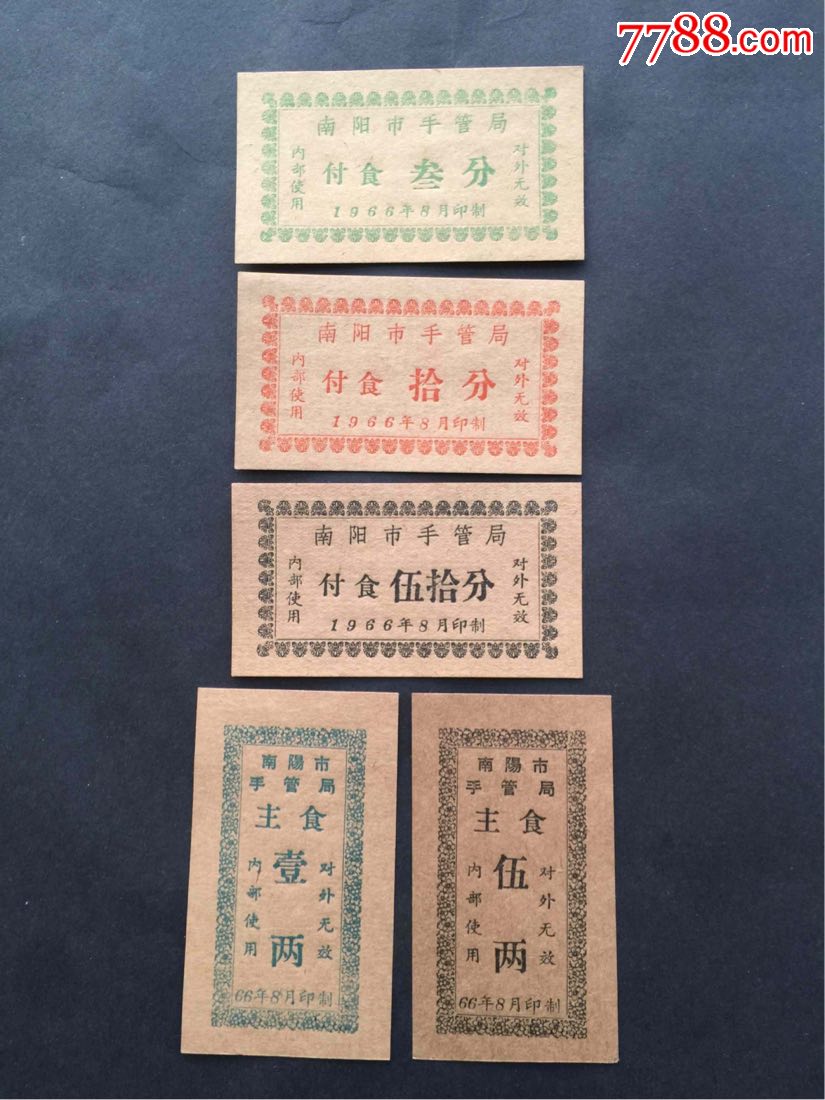 7788.com
南阳市手管局
内部使用
付食 叁分
对外无效
1966年8月印制
南阳市手管局
内部使用
付食 拾分
对外无效
1966年8月印制
南阳市手管局
内部使用
付食 伍拾分
对外无效
1966年8月印制
南陽市
手管局
主食
壹两
内部使用
对外无效
66年8月印制
南陽市
手管局
主食
伍两
内部使用
对外无效
66年8月印制